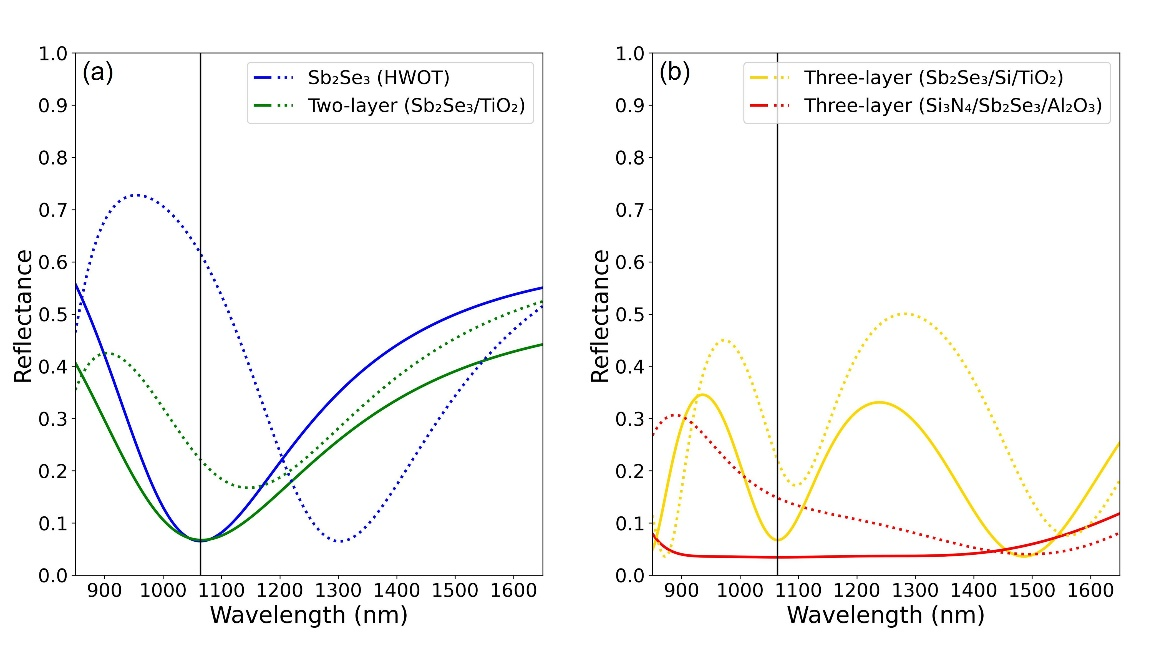 (a)
Sb₂Se₃ (HWOT)
Two-layer (Sb₂Se₃/TiO₂)
1.0
0.9
0.8
0.7
0.6
0.5
0.4
0.3
0.2
0.1
0.0
Reflectance
900 1000 1100 1200 1300 1400 1500 1600
Wavelength (nm)
(b)
Three-layer (Sb₂Se₃/Si/TiO₂)
Three-layer (Si₃N₄/Sb₂Se₃/Al₂O₃)
1.0
0.9
0.8
0.7
0.6
0.5
0.4
0.3
0.2
0.1
0.0
Reflectance
900 1000 1100 1200 1300 1400 1500 1600
Wavelength (nm)